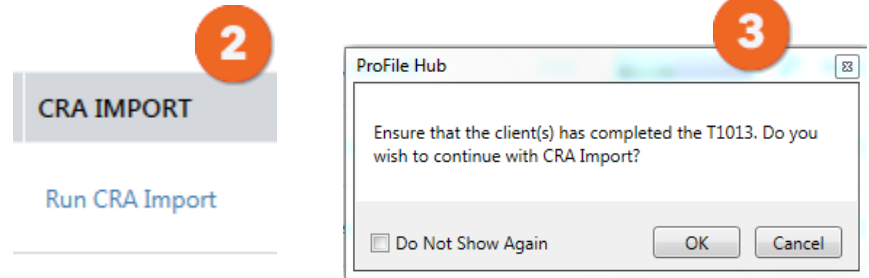 2
CRA IMPORT
Run CRA Import
3
ProFile Hub
Ensure that the client(s) has completed the T1013. Do you
wish to continue with CRA Import?
Do Not Show Again
OK
Cancel